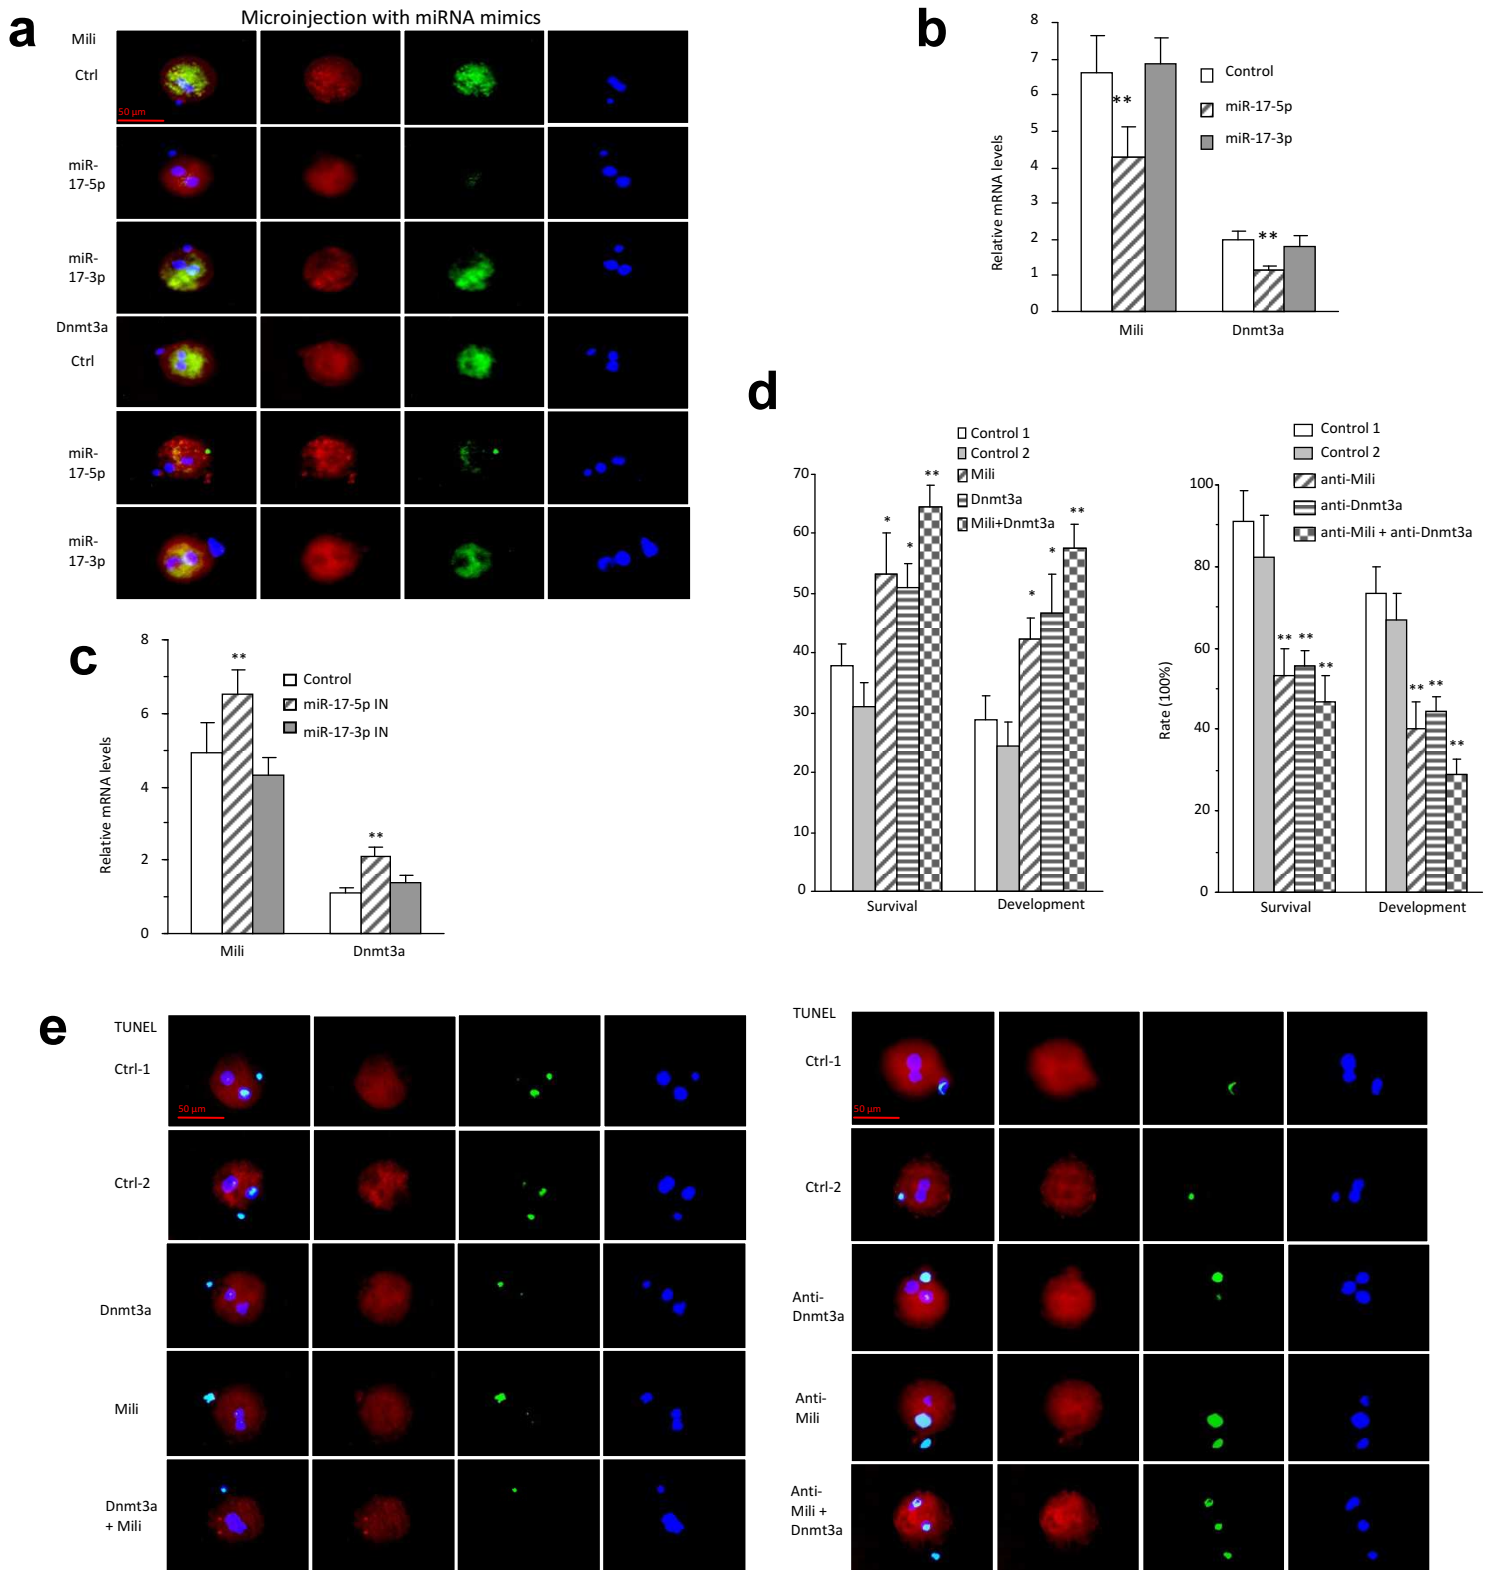 a
Microinjection with miRNA mimics
Mili
Ctrl
50 µm
miR-
17-5p
miR-
17-3p
Dnmt3a
Ctrl
miR-
17-5p
miR-
17-3p
b
8
7
6
5
4
3
2
1
0
Relative mRNA levels
**
**
Control
miR-17-5p
miR-17-3p
Mili
Dnmt3a
c
8
6
4
2
0
Relative mRNA levels
**
**
Control
miR-17-5p IN
miR-17-3p IN
Mili
Dnmt3a
d
Control 1
Control 2
Mili
Dnmt3a
Mili+Dnmt3a
70
60
50
40
30
20
10
0
*
*
**
*
*
**
Survival
Development
Control 1
Control 2
anti-Mili
anti-Dnmt3a
anti-Mili + anti-Dnmt3a
100
80
60
40
20
0
Rate (100%)
**
**
**
**
**
**
Survival
Development
e
TUNEL
Ctrl-1
50 µm
Ctrl-2
Dnmt3a
Mili
Dnmt3a
+ Mili
TUNEL
Ctrl-1
50 µm
Ctrl-2
Anti-
Dnmt3a
Anti-
Mili
Anti-
Mili +
Dnmt3a